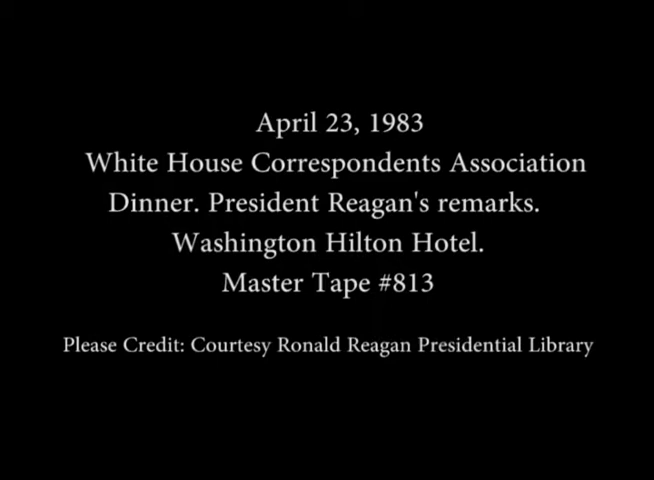 April 23, 1983
White House Correspondents Association
Dinner. President Reagan's remarks.
Washington Hilton Hotel.
Master Tape #813
Please Credit: Courtesy Ronald Reagan Presidential Library